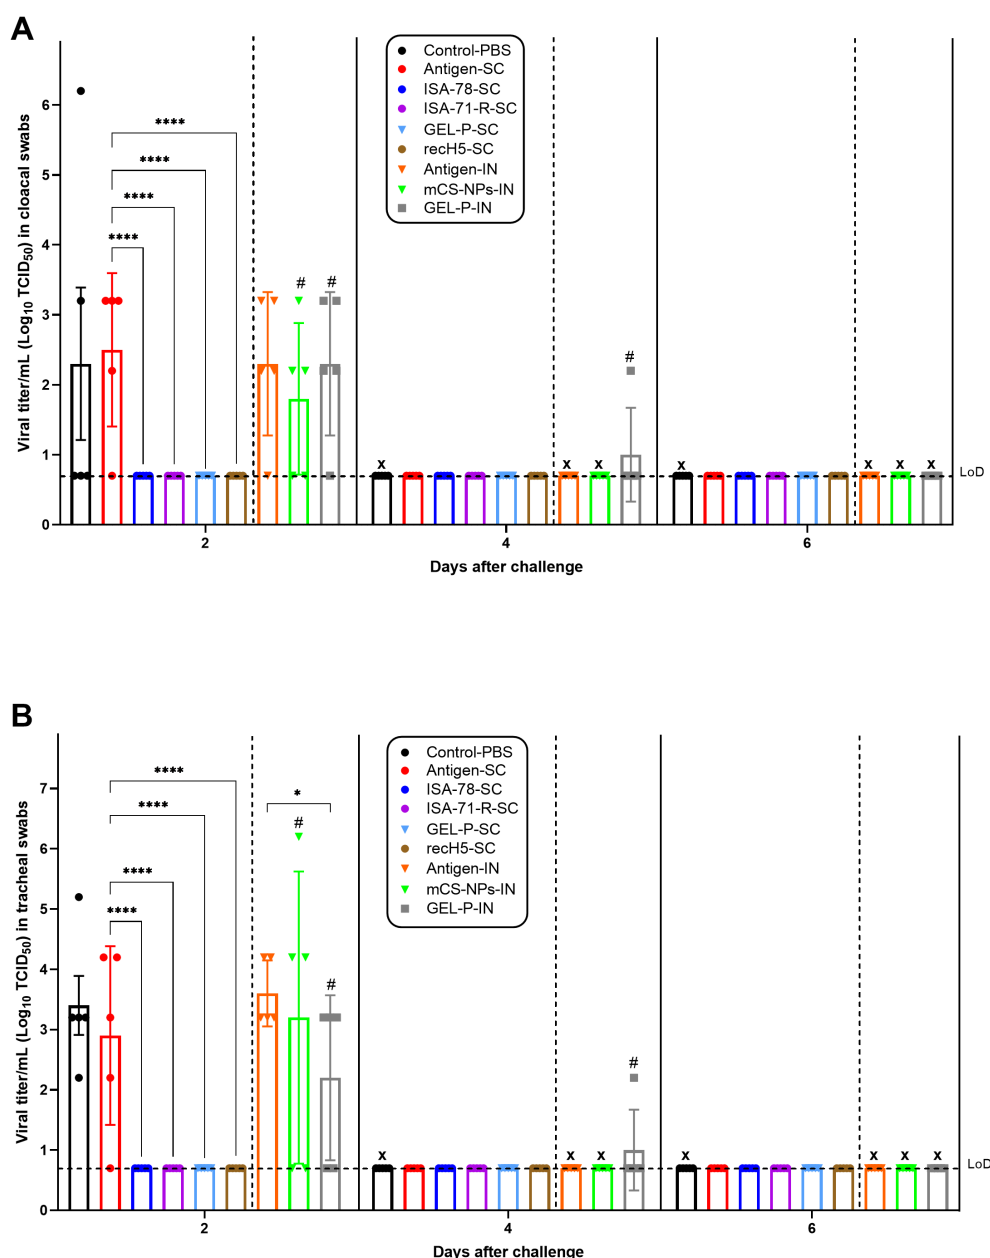 A
Viral titer/mL (Log10 TCID50) in cloacal swabs
6
5
4
3
2
1
0
Control-PBS
Antigen-SC
ISA-78-SC
ISA-71-R-SC
GEL-P-SC
recH5-SC
Antigen-IN
mCS-NPs-IN
GEL-P-IN
****
****
****
****
# #
#
x x x x x x x
LoD
2 4 6
Days after challenge
B
Viral titer/mL (Log10 TCID50) in tracheal swabs
7
6
5
4
3
2
1
0
Control-PBS
Antigen-SC
ISA-78-SC
ISA-71-R-SC
GEL-P-SC
recH5-SC
Antigen-IN
mCS-NPs-IN
GEL-P-IN
****
****
****
****
*
#
#
#
x x x x x x x
LoD
2 4 6
Days after challenge